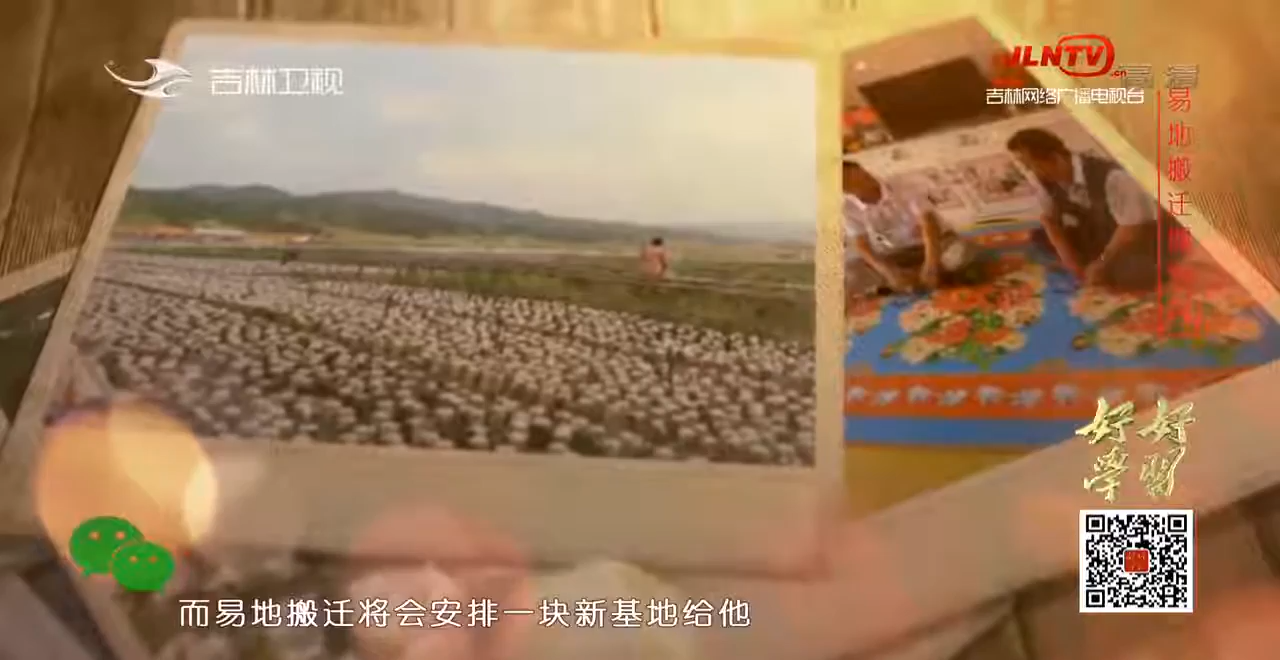 吉林卫视
JLNTV.cn
吉林网络广播电视台
高清
易地搬迁
好好
学习
而易地搬迁将会安排一块新基地给他